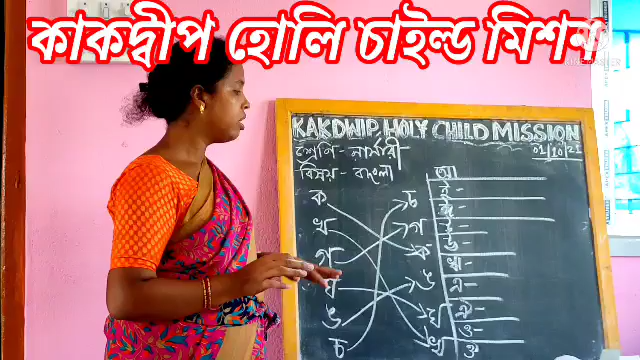 কাকদ্বীপ হোলি চাইল্ড মিশন
KAKDWIP HOLY CHILD MISSION
শ্রেণি - নার্সারী
01/10/21
বিষয় - বাংলা
ক চ
খ গ
গ ক
ঘ ঙ
ঙ ঘ
চ খ
অ
ই -
ঈ -
উ -
ঋ -
এ -
ঐ -
ও -
ঔ -